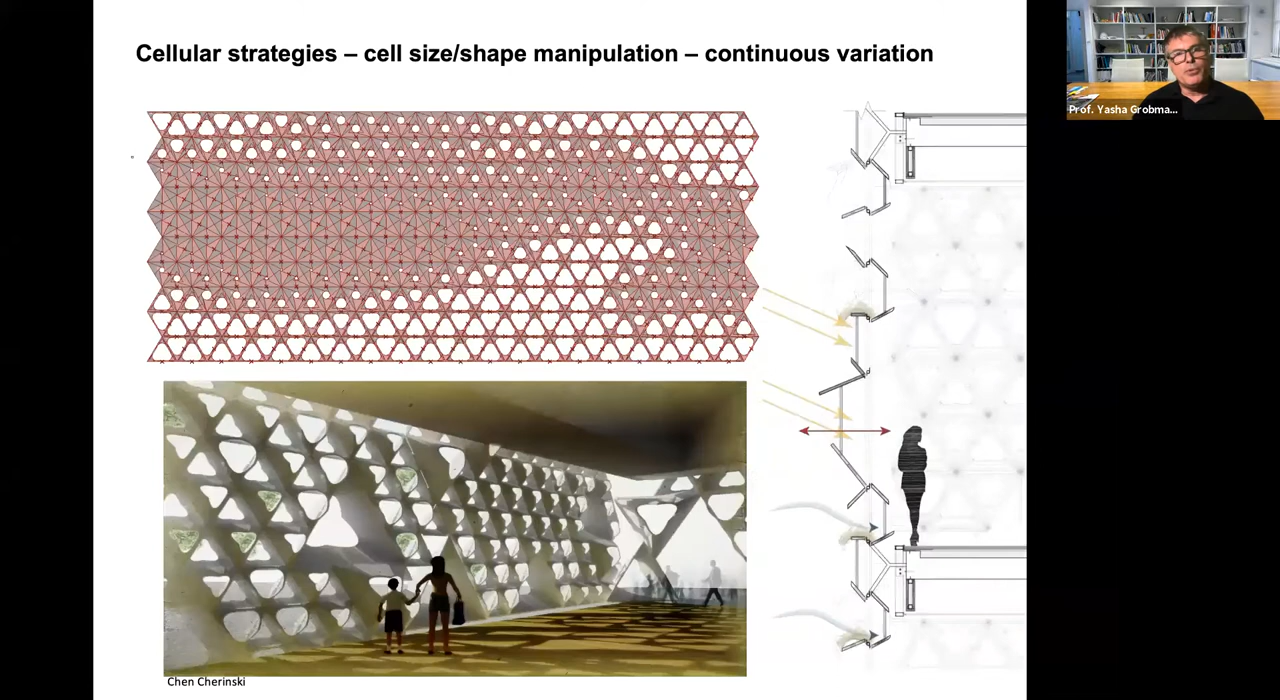 Cellular strategies – cell size/shape manipulation – continuous variation
Prof. Yasha Grobma...
Chen Cherinski